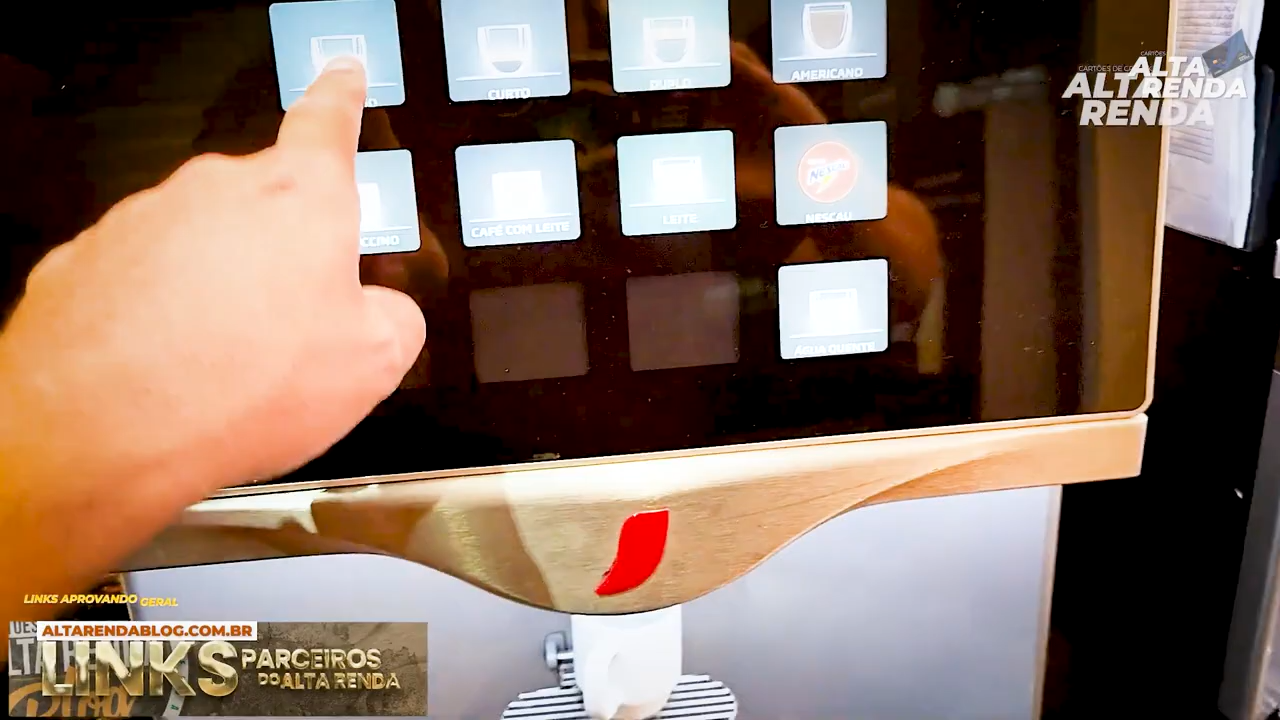 CURTO
DUPLO
AMERICANO
CCINO
CAFÉ COM LEITE
LEITE
NESCAU
ÁGUA QUENTE
ALTA
RENDA
LINKS APROVANDO GERAL
ALTARENDABLOG.COM.BR
LINKS PARCEIROS
DO ALTA RENDA